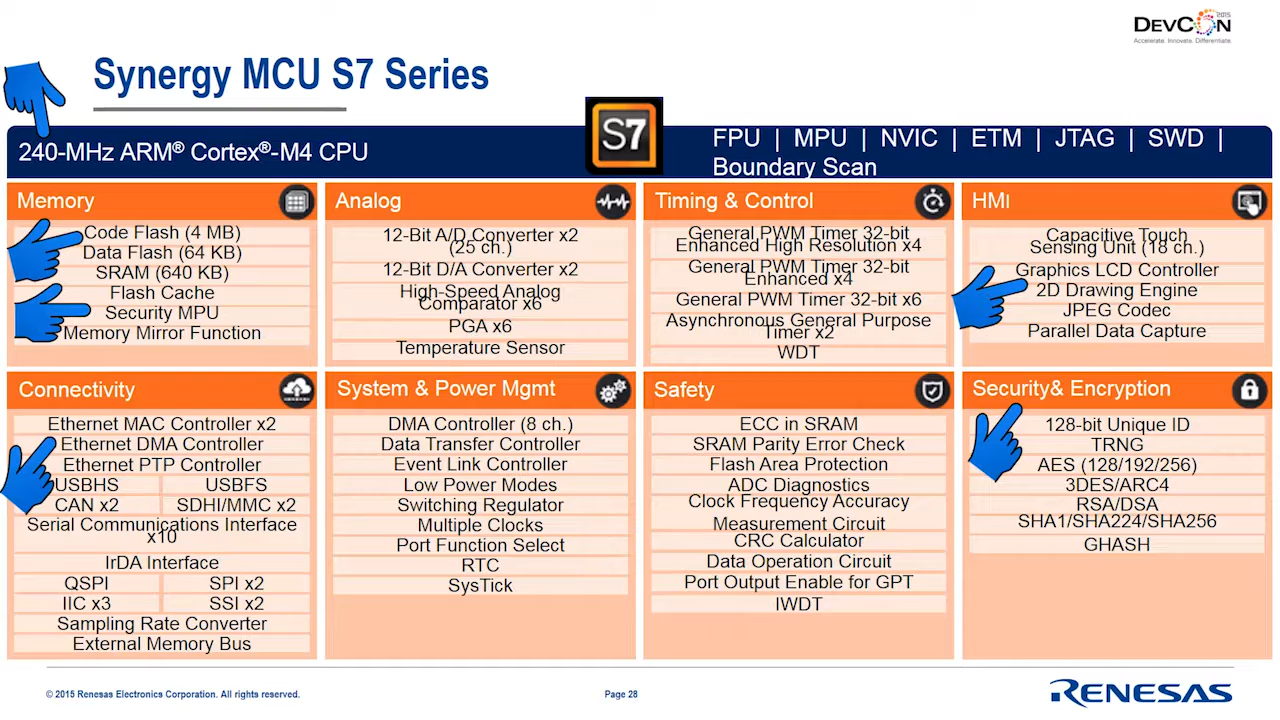 DEVCON 2015
Accelerate. Innovate. Differentiate.
Synergy MCU S7 Series
240-MHz ARM® Cortex®-M4 CPU
S7
FPU | MPU | NVIC | ETM | JTAG | SWD |
Boundary Scan
Memory
Code Flash (4 MB)
Data Flash (64 KB)
SRAM (640 KB)
Flash Cache
Security MPU
Memory Mirror Function
Analog
12-Bit A/D Converter x2
(25 ch.)
12-Bit D/A Converter x2
High-Speed Analog
Comparator x6
PGA x6
Temperature Sensor
Timing & Control
General PWM Timer 32-bit
Enhanced High Resolution x4
General PWM Timer 32-bit
Enhanced x4
General PWM Timer 32-bit x6
Asynchronous General Purpose
Timer x2
WDT
HMI
Capacitive Touch
Sensing Unit (18 ch.)
Graphics LCD Controller
2D Drawing Engine
JPEG Codec
Parallel Data Capture
Connectivity
Ethernet MAC Controller x2
Ethernet DMA Controller
Ethernet PTP Controller
USBHS USBFS
CAN x2 SDHI/MMC x2
Serial Communications Interface
x10
IrDA Interface
QSPI SPI x2
IIC x3 SSI x2
Sampling Rate Converter
External Memory Bus
System & Power Mgmt
DMA Controller (8 ch.)
Data Transfer Controller
Event Link Controller
Low Power Modes
Switching Regulator
Multiple Clocks
Port Function Select
RTC
SysTick
Safety
ECC in SRAM
SRAM Parity Error Check
Flash Area Protection
ADC Diagnostics
Clock Frequency Accuracy
Measurement Circuit
CRC Calculator
Data Operation Circuit
Port Output Enable for GPT
IWDT
Security& Encryption
128-bit Unique ID
TRNG
AES (128/192/256)
3DES/ARC4
RSA/DSA
SHA1/SHA224/SHA256
GHASH
© 2015 Renesas Electronics Corporation. All rights reserved.
Page 28
RENESAS